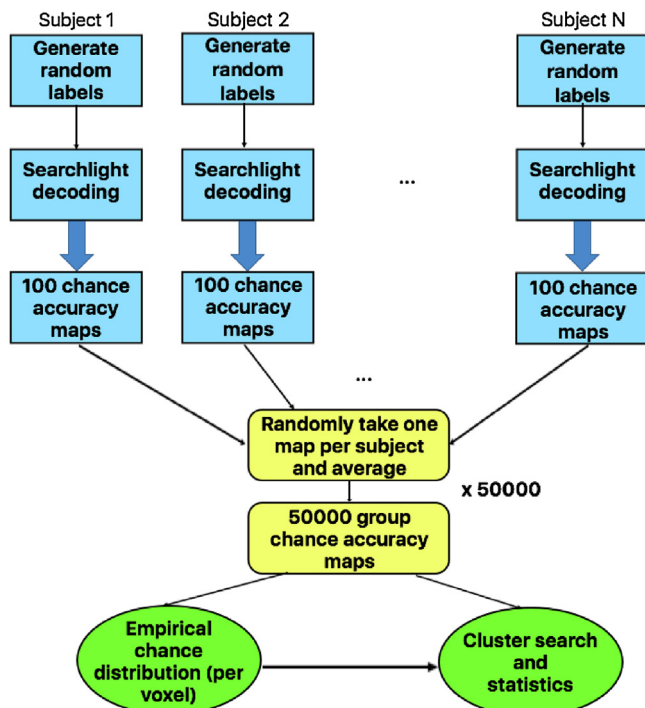 Subject 1
Subject 2
Subject N
Generate
random
labels
Generate
random
labels
Generate
random
labels
Searchlight
decoding
Searchlight
decoding
...
Searchlight
decoding
100 chance
accuracy
maps
100 chance
accuracy
maps
100 chance
accuracy
maps
...
Randomly take one
map per subject
and average
x 50000
50000 group
chance accuracy
maps
Empirical
chance
distribution (per
voxel)
Cluster search
and
statistics